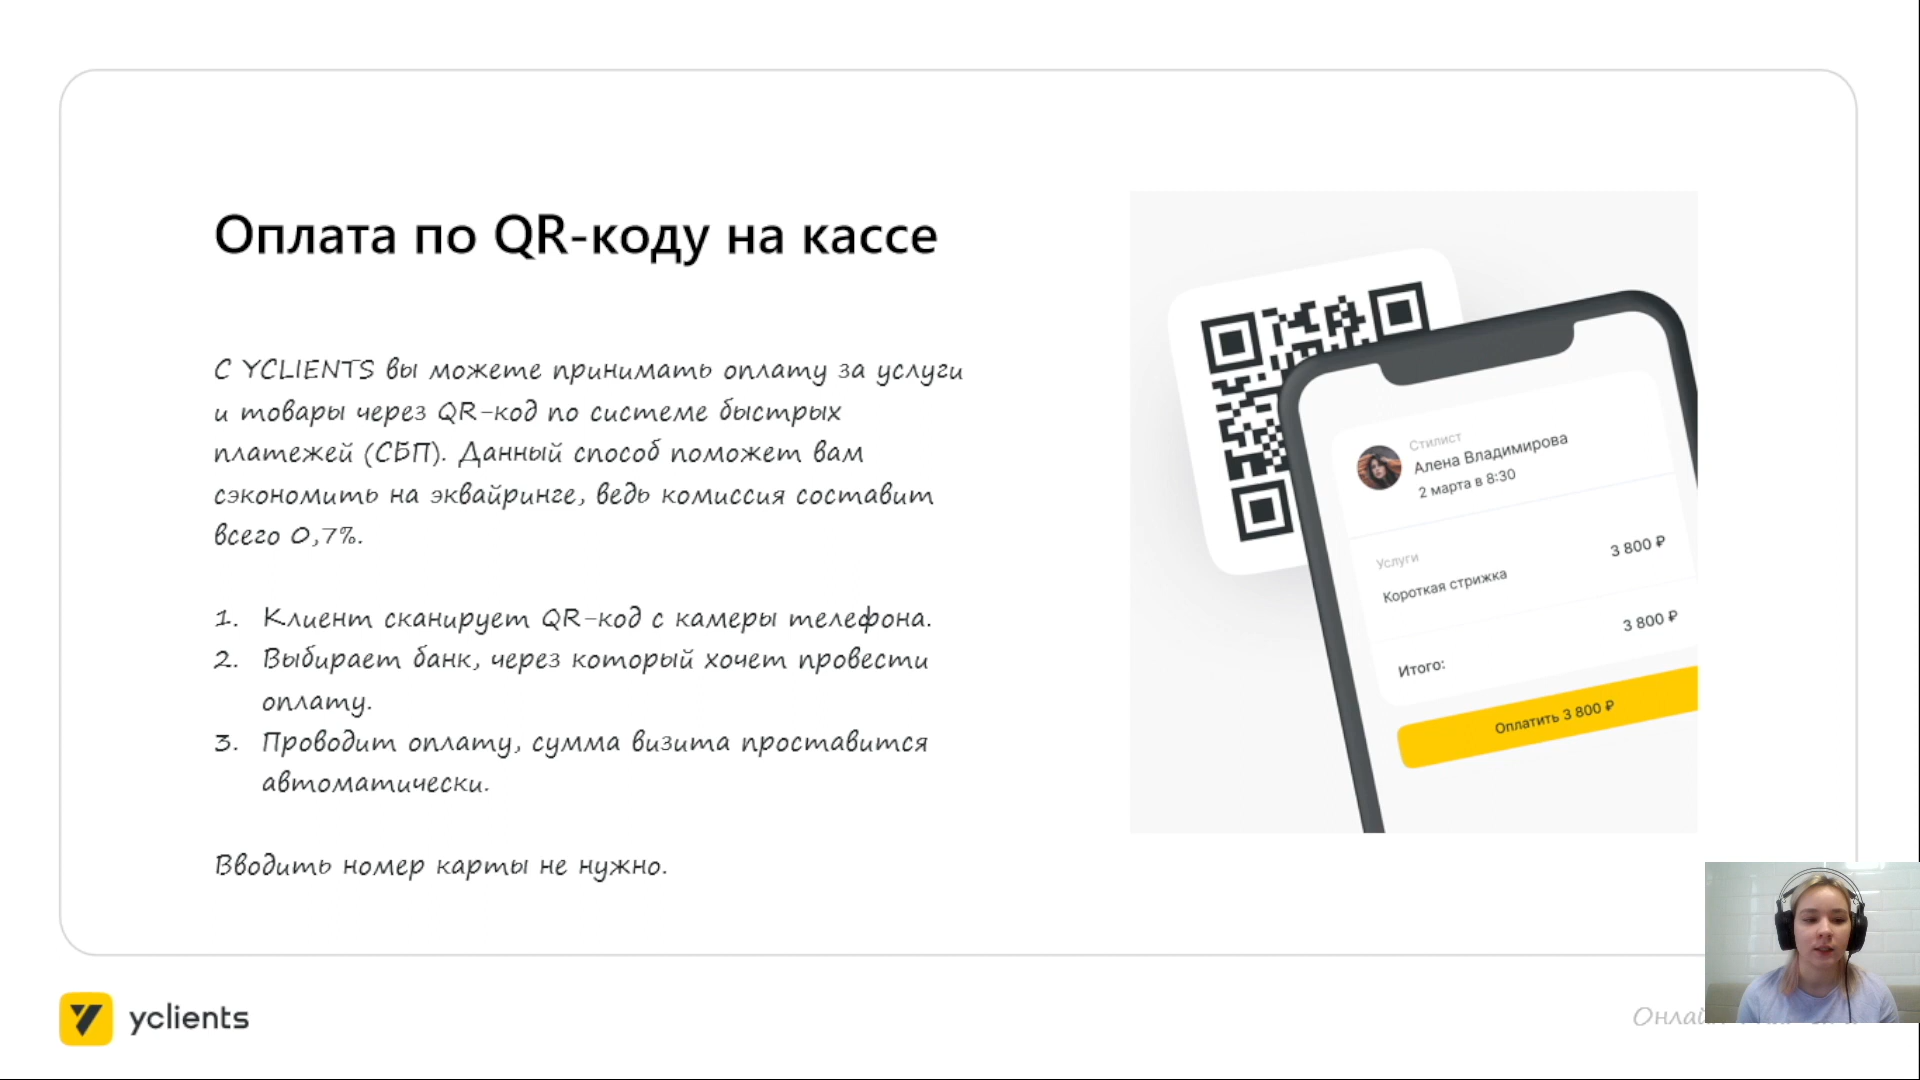 Оплата по QR-коду на кассе
С YCLIENTS вы можете принимать оплату за услуги
и товары через QR-код по системе быстрых
платежей (СБП). Данный способ поможет вам
сэкономить на эквайринге, ведь комиссия составит
всего 0,7%.
1. Клиент сканирует QR-код с камеры телефона.
2. Выбирает банк, через который хочет провести
оплату.
3. Проводит оплату, сумма визита проставится
автоматически.
Вводить номер карты не нужно.
Стилист
Алена Владимирова
2 марта в 8:30
Услуги
3 800 ₽
Короткая стрижка
3 800 ₽
Итого:
Оплатить 3 800 ₽
yclients